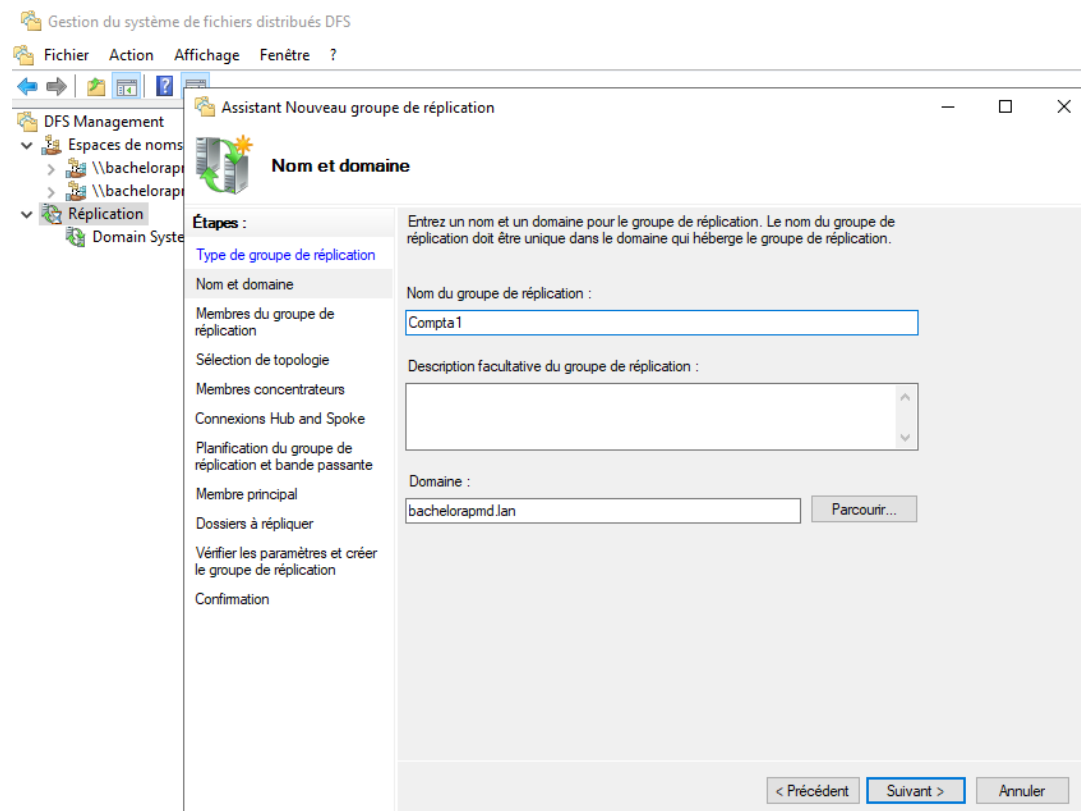 Gestion du système de fichiers distribués DFS
Fichier Action Affichage Fenêtre ?
Assistant Nouveau groupe de réplication
DFS Management
Espaces de noms
\\bachelorap
\\bachelorap
Réplication
Domain Syste
Nom et domaine
Étapes :
Type de groupe de réplication
Nom et domaine
Membres du groupe de
réplication
Sélection de topologie
Membres concentrateurs
Connexions Hub and Spoke
Planification du groupe de
réplication et bande passante
Membre principal
Dossiers à répliquer
Vérifier les paramètres et créer
le groupe de réplication
Confirmation
Entrez un nom et un domaine pour le groupe de réplication. Le nom du groupe de
réplication doit être unique dans le domaine qui héberge le groupe de réplication.
Nom du groupe de réplication :
Compta1
Description facultative du groupe de réplication :
Domaine :
bachelorapmd.lan
Parcourir...
< Précédent
Suivant >
Annuler